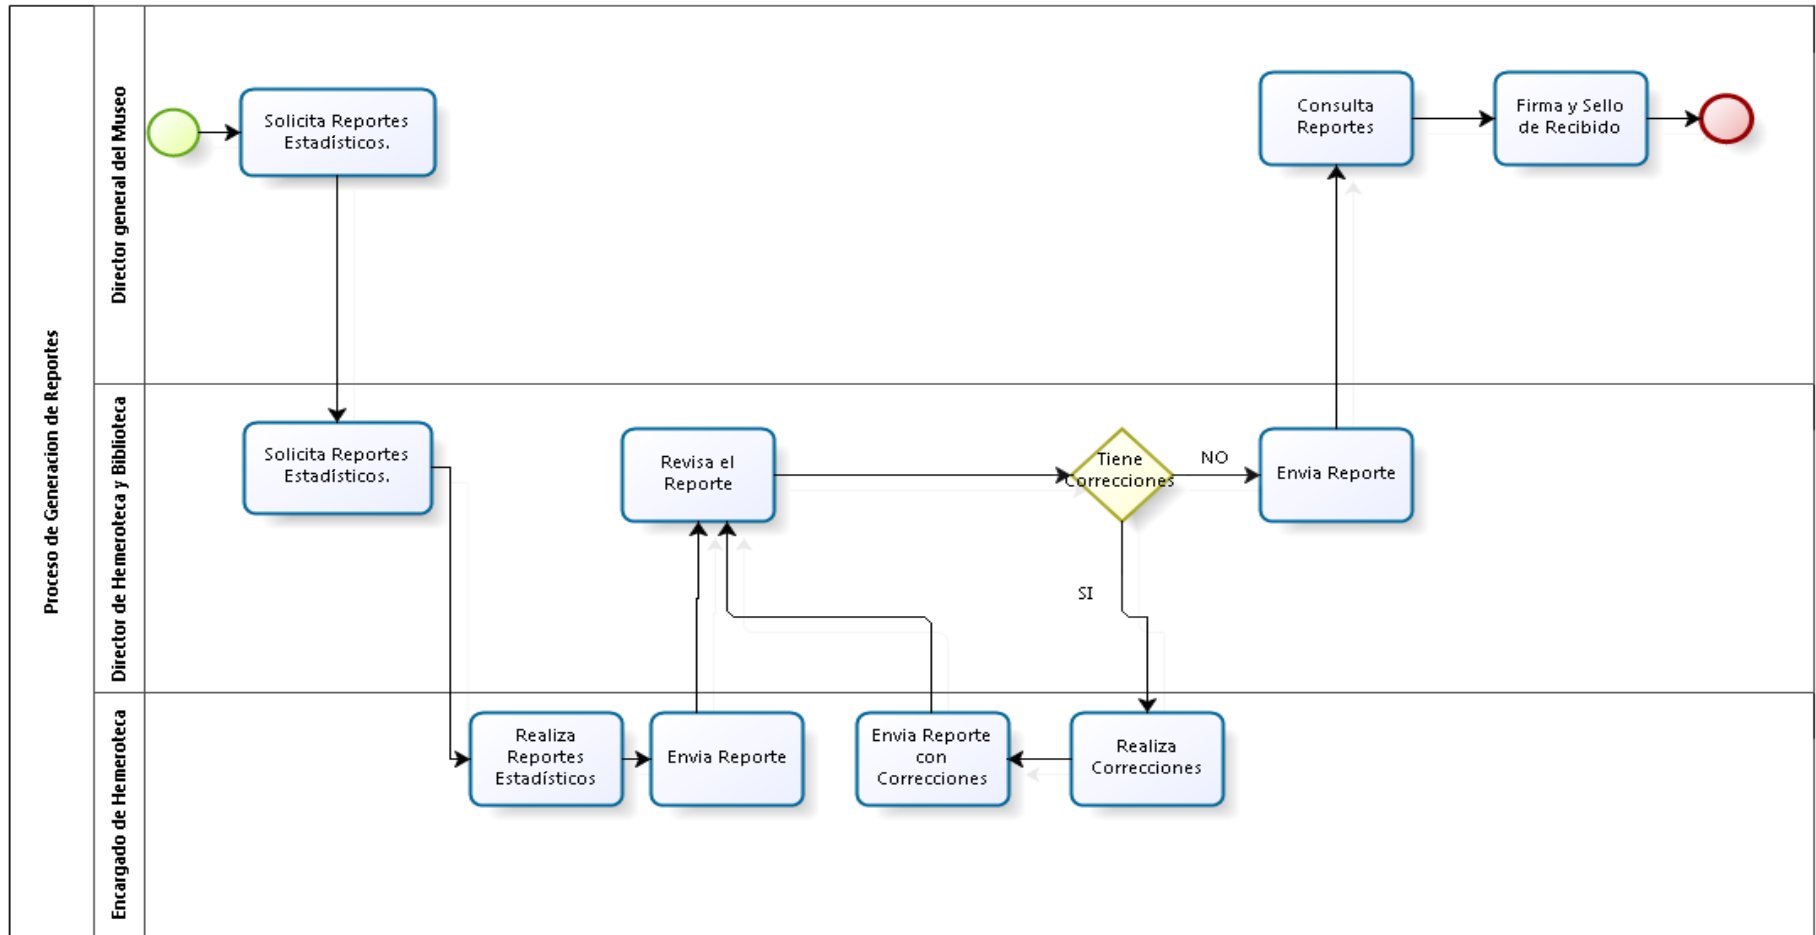 Proceso de Generacion de Reportes
Director general del Museo
Solicita Reportes
Estadísticos.
Consulta
Reportes
Firma y Sello
de Recibido
Director de Hemeroteca y Biblioteca
Solicita Reportes
Estadísticos.
Revisa el
Reporte
Tiene
Correcciones
NO
Envia Reporte
SI
Encargado de Hemeroteca
Realiza
Reportes
Estadísticos
Envia Reporte
Envia Reporte
con
Correcciones
Realiza
Correcciones